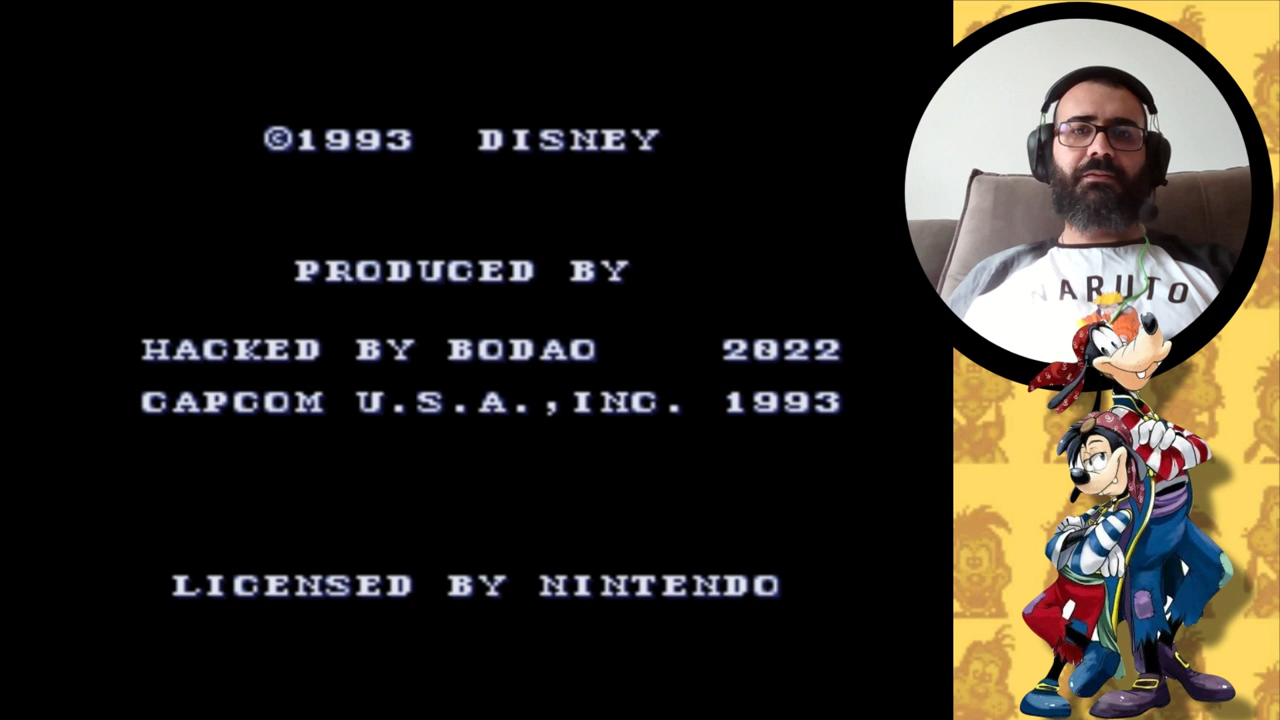 ©1993 DISNEY
PRODUCED BY
HACKED BY BODAO 2022
CAPCOM U.S.A.,INC. 1993
LICENSED BY NINTENDO
NARUTO